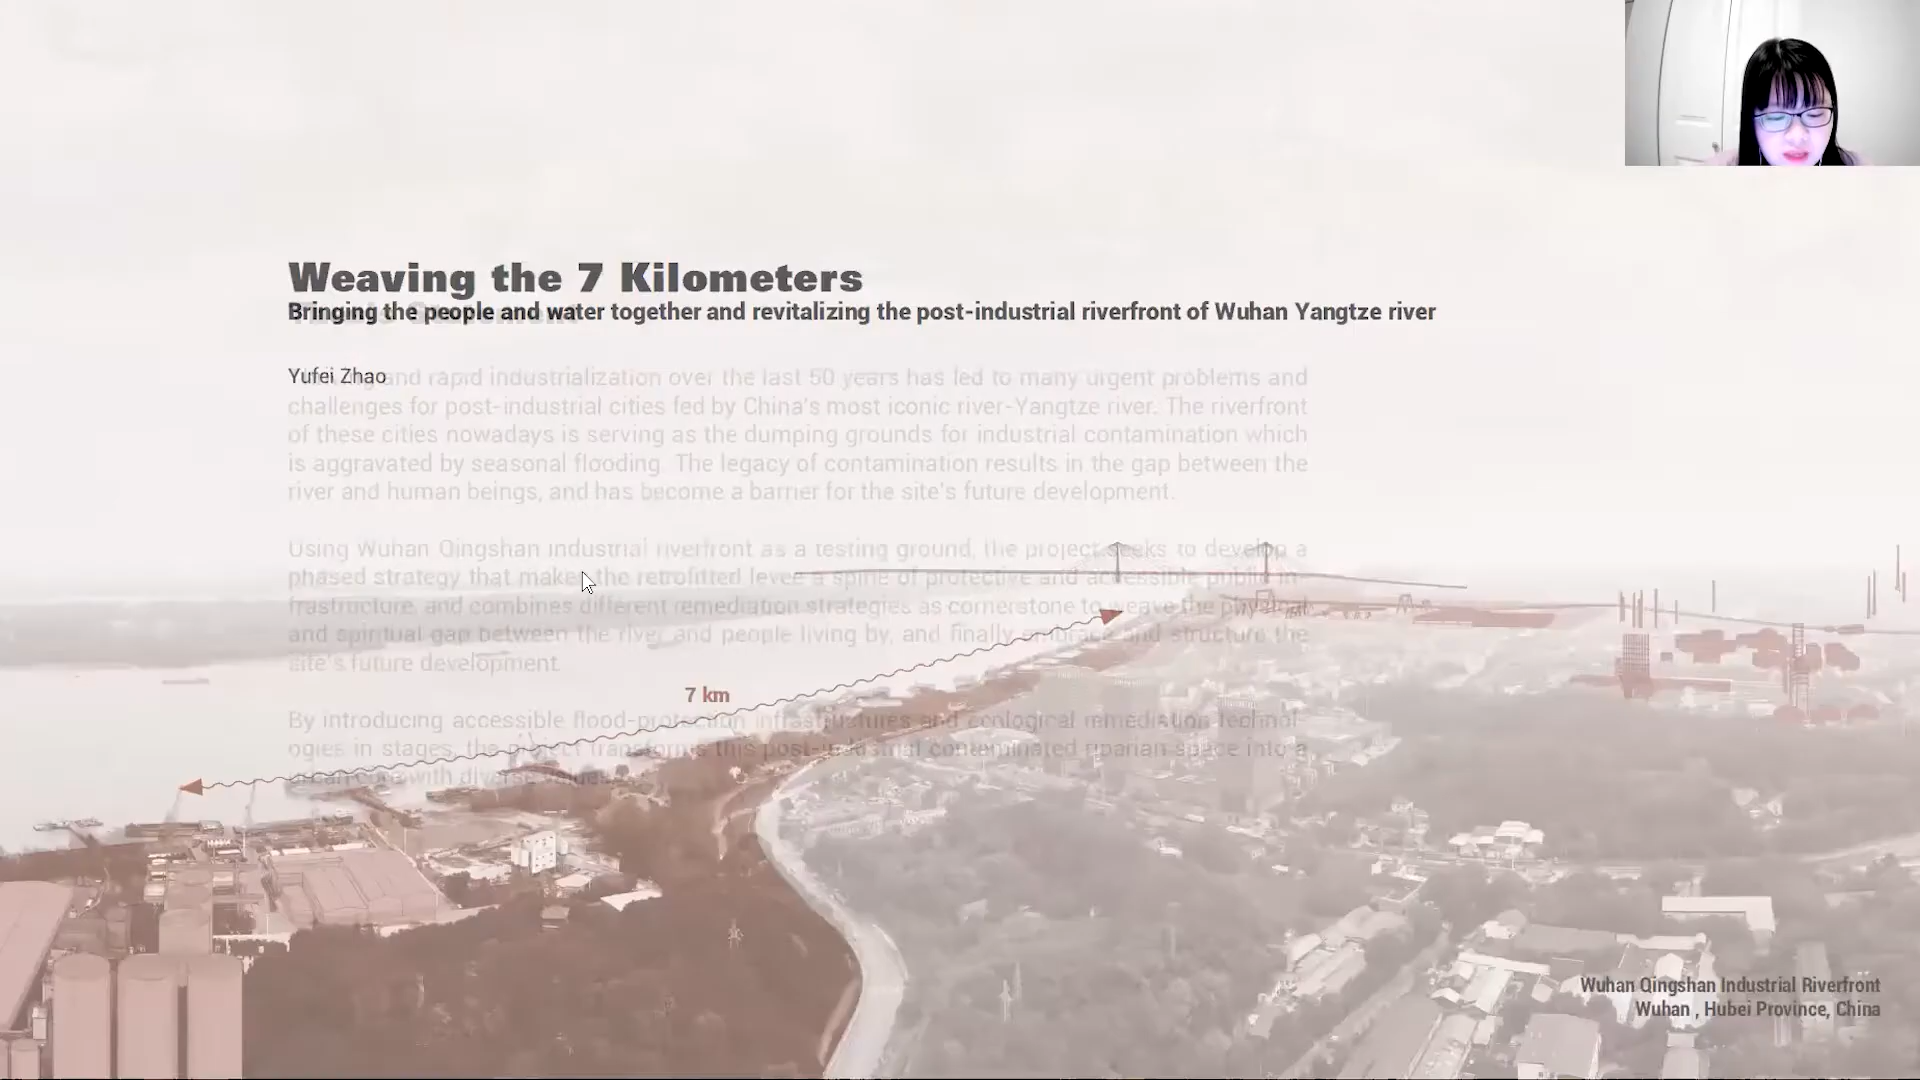 Weaving the 7 Kilometers
Bringing the people and water together and revitalizing the post-industrial riverfront of Wuhan Yangtze river
Yufei Zhao
and rapid industrialization over the last 50 years has led to many urgent problems and
challenges for post-industrial cities fed by China's most iconic river-Yangtze river. The riverfront
of these cities nowadays is serving as the dumping grounds for industrial contamination which
is aggravated by seasonal flooding. The legacy of contamination results in the gap between the
river and human beings, and has become a barrier for the site's future development.
Using Wuhan Qingshan industrial riverfront as a testing ground, the project seeks to develop a
phased strategy that makes the retrofitted levee a spine of protective and accessible public in-
frastructure, and combines different remediation strategies as cornerstone to weave the physical
and spiritual gap between the river and people living by, and finally embrace and structure the
site's future development.
7 km
By introducing accessible flood-protection infrastructures and ecological remediation technol-
ogies in stages, the project transforms this post-industrial contaminated riparian space into a
with diverse
Wuhan Qingshan Industrial Riverfront
Wuhan , Hubei Province, China